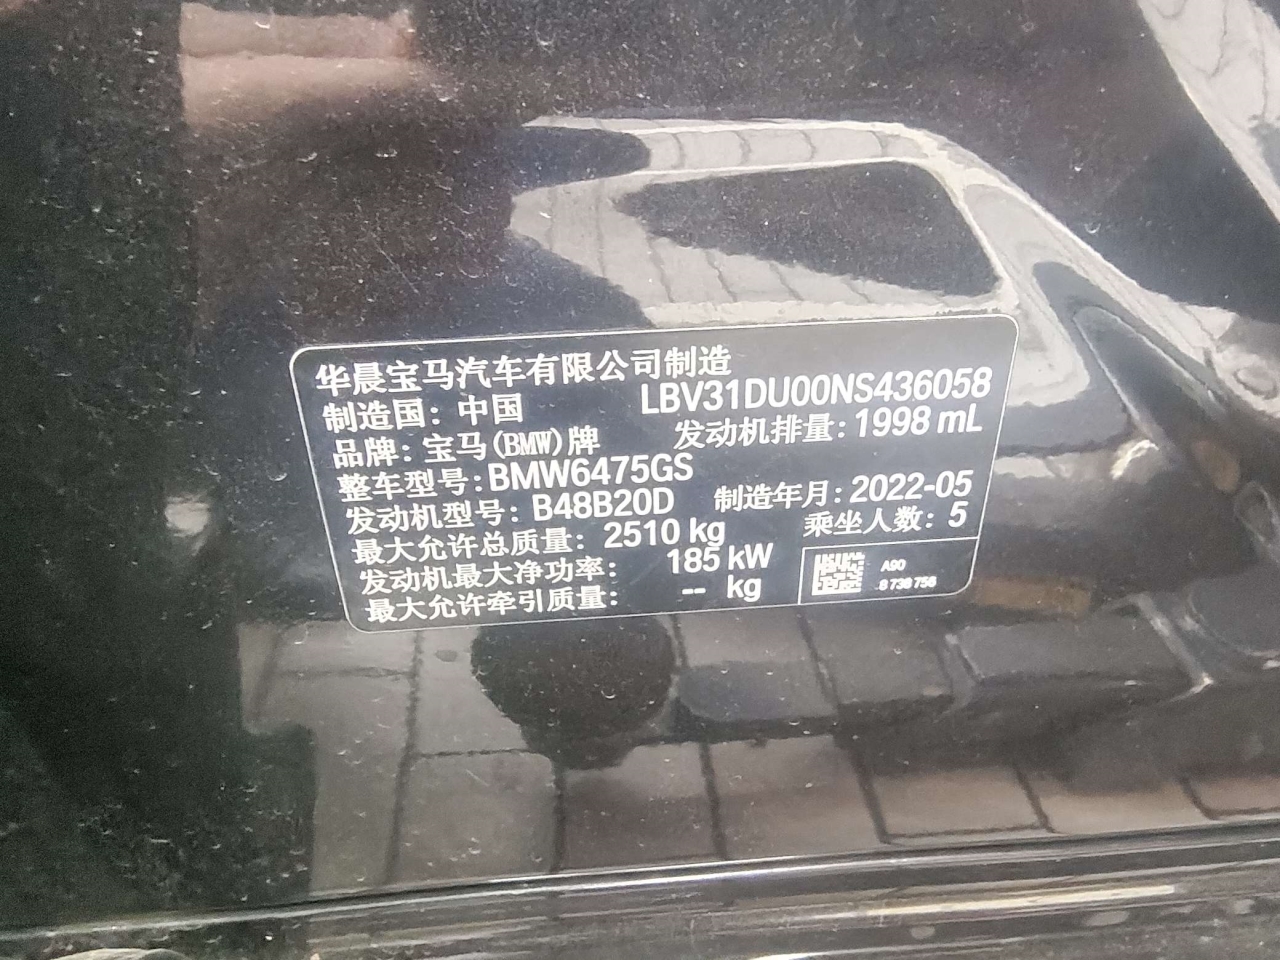 华晨宝马汽车有限公司制造
制造国：中国 LBV31DU00NS436058
品牌：宝马(BMW)牌 发动机排量：1998 mL
整车型号：BMW6475GS
发动机型号：B48B20D 制造年月：2022-05
最大允许总质量：2510 kg 乘坐人数：5
发动机最大净功率：185 kW
最大允许牵引质量：-- kg
A90
8 738 756